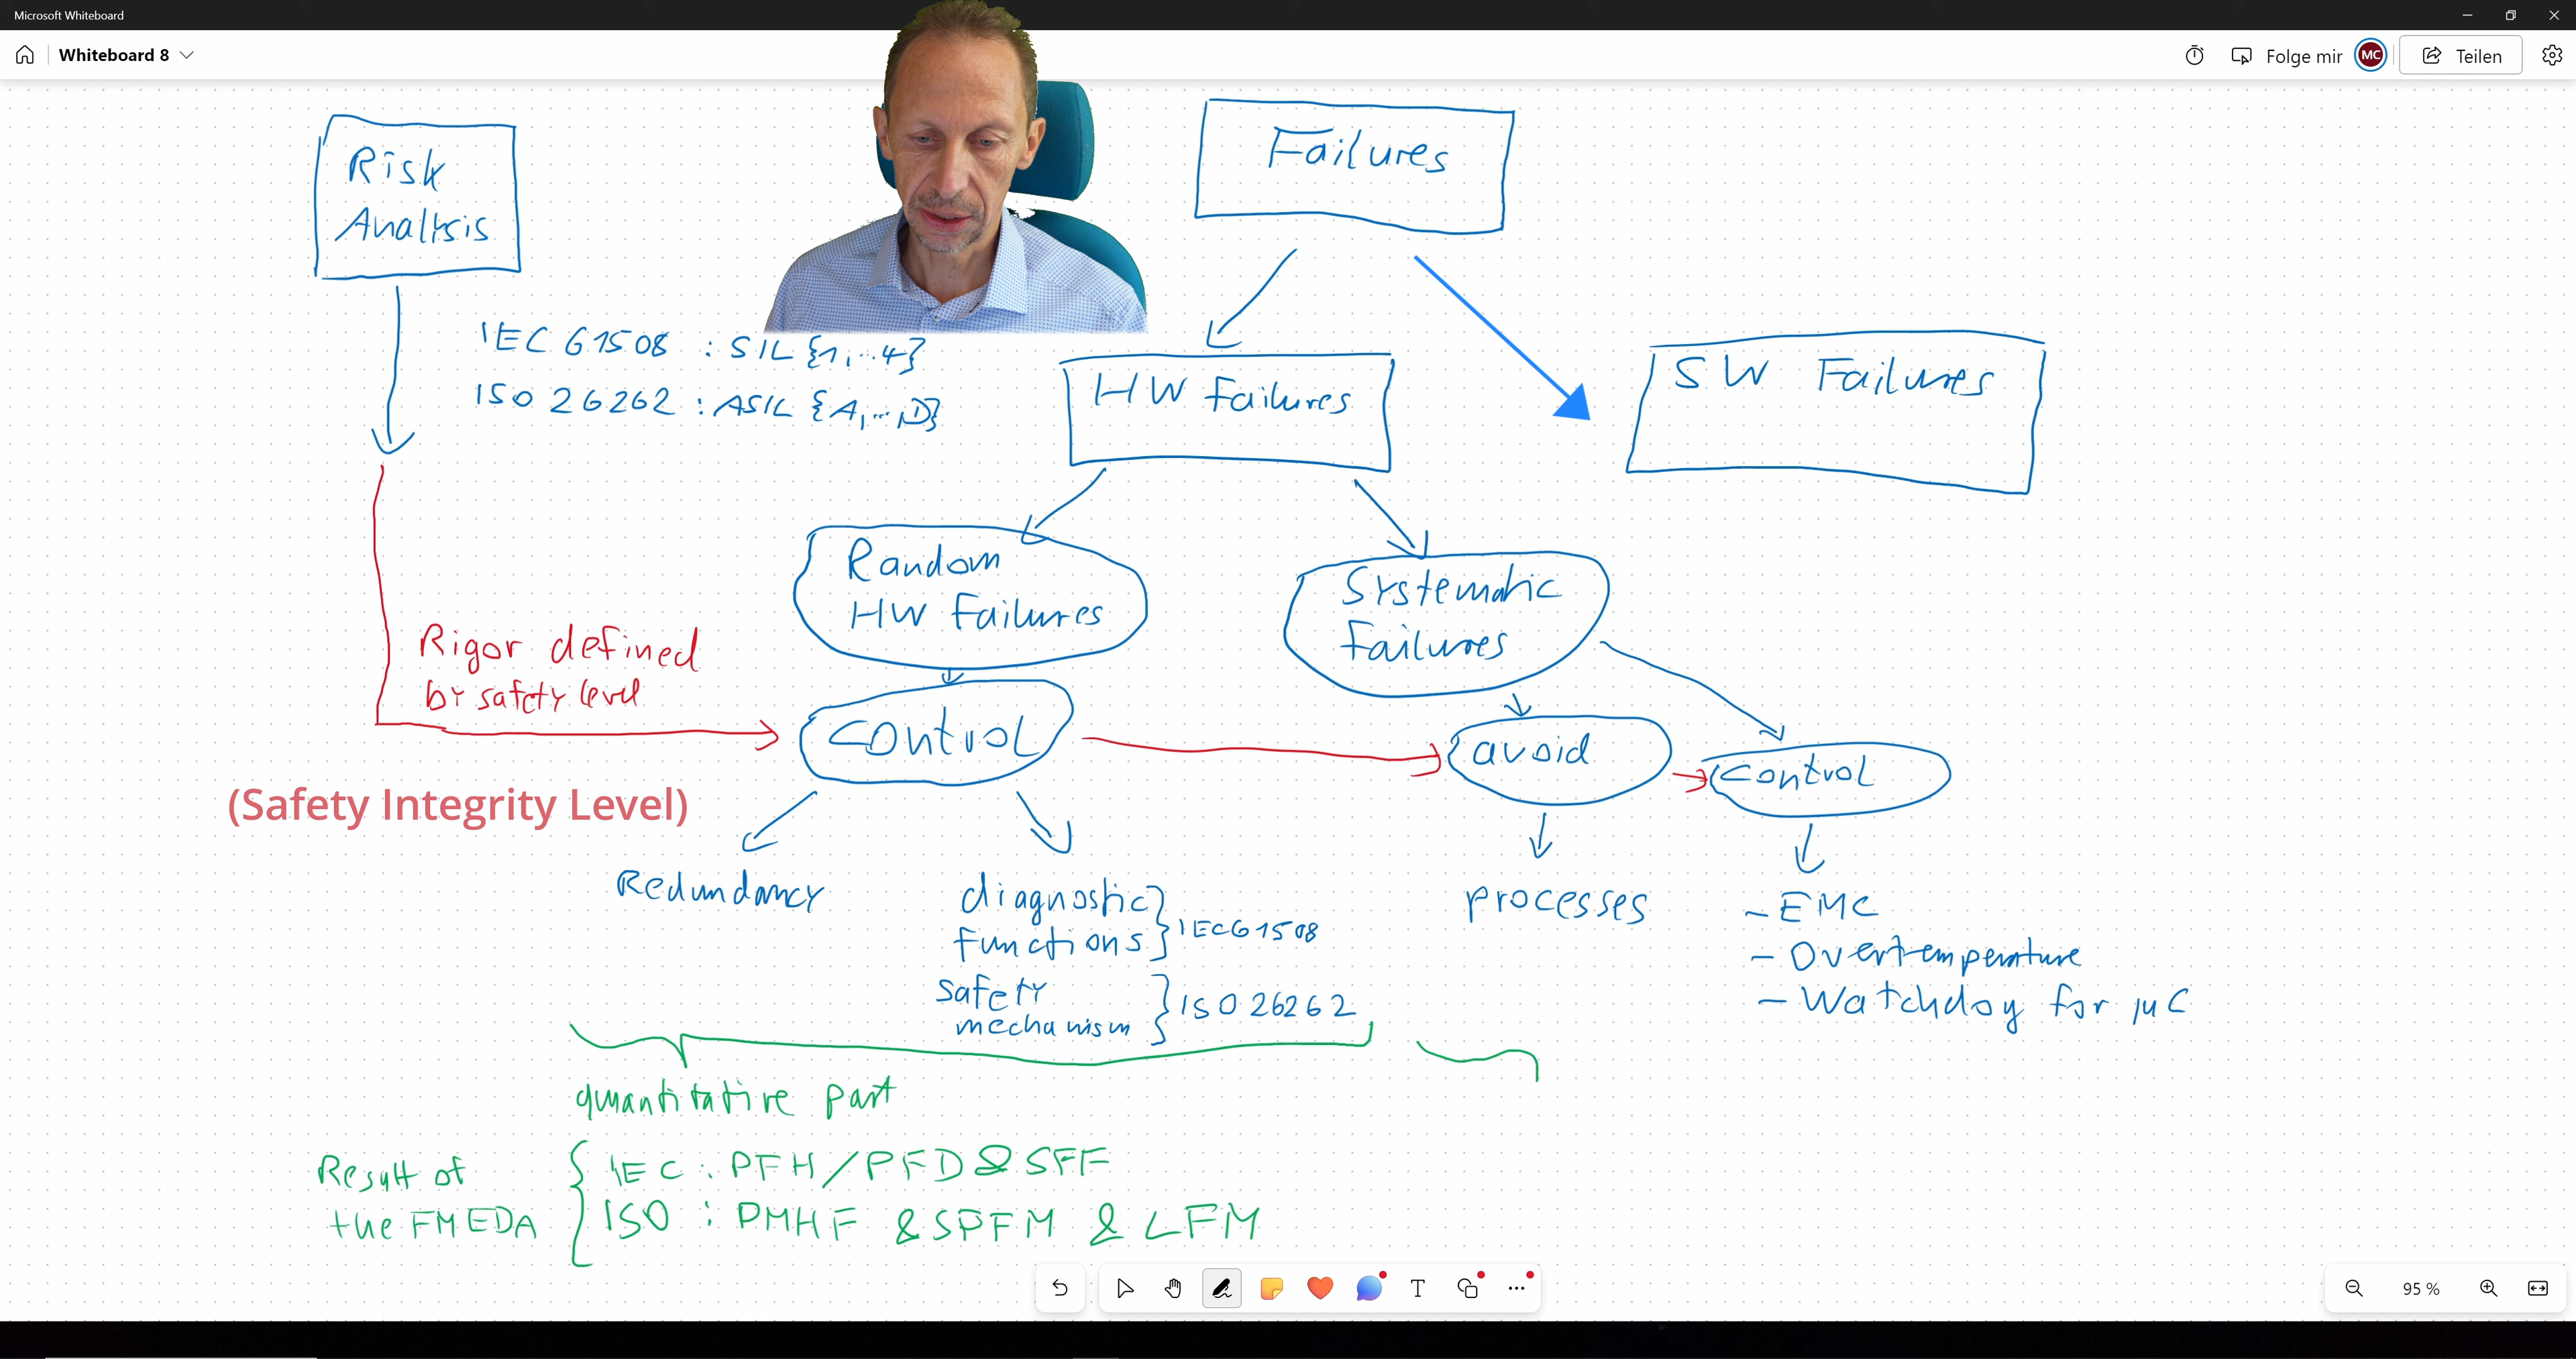 Microsoft Whiteboard
Whiteboard 8
Folge mir
MC
Teilen
Risk
Analysis
Failures
IEC 61508 : SIL {1,...4}
ISO 26262 : ASIL {A,...,D}
HW Failures
SW Failures
Random
HW Failures
Systematic
Failures
Rigor defined
by safety level
Control
avoid
Control
(Safety Integrity Level)
Redundancy
diagnostic
functions } IEC 61508
safety
mechanism } ISO 26262
processes
- EMC
- Overtemperature
- Watchdog for µC
quantitative part
Result of
the FMEDA
{ IEC : PFH/PFD & SFF
ISO : PMHF & SPFM & LFM
T
95 %